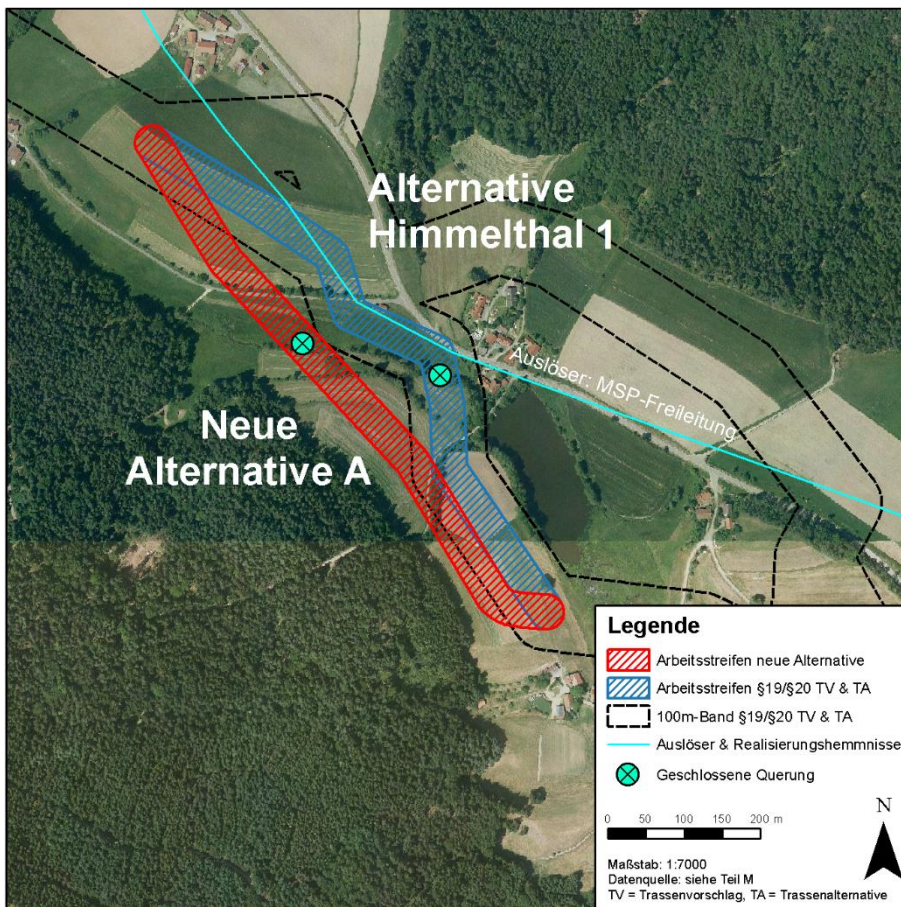 Alternative
Himmelthal 1
Auslöser: MSP-Freileitung
Neue
Alternative A
Legende
Arbeitsstreifen neue Alternative
Arbeitsstreifen §19/§20 TV & TA
100m-Band §19/§20 TV & TA
Auslöser & Realisierungshemmnisse
Geschlossene Querung
N
0 50 100 150 200 m
Maßstab: 1:7000
Datenquelle: siehe Teil M
TV = Trassenvorschlag, TA = Trassenalternative